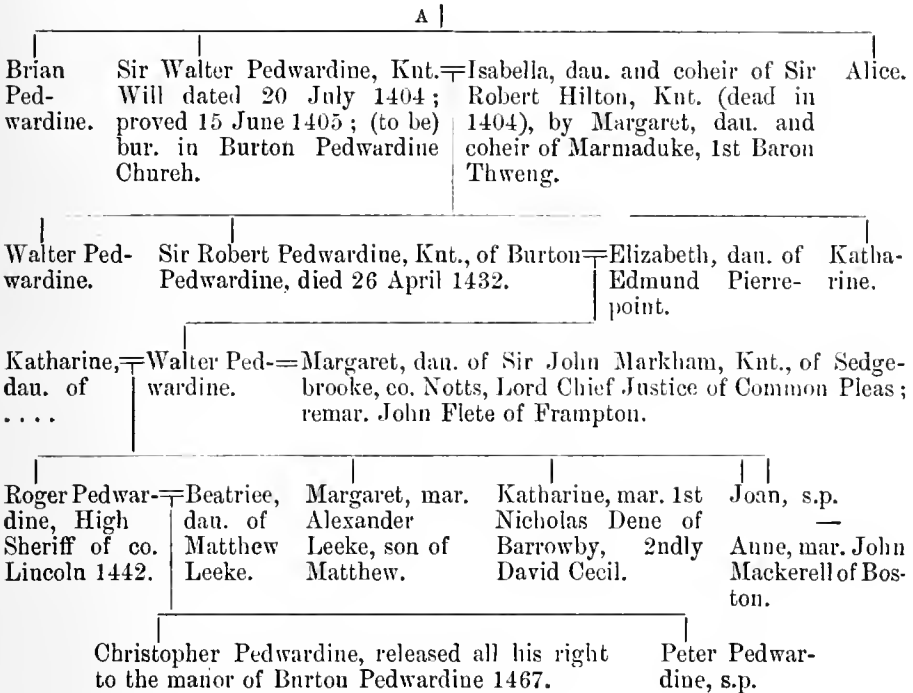 A
Brian
Ped-
wardine.
Sir Walter Pedwardine, Knt.
Will dated 20 July 1404;
proved 15 June 1405; (to be)
bur. in Burton Pedwardine
Church.
Isabella, dau. and coheir of Sir
Robert Hilton, Knt. (dead in
1404), by Margaret, dau. and
coheir of Marmaduke, 1st Baron
Thweng.
Alice.
Walter Ped-
wardine.
Sir Robert Pedwardine, Knt., of Burton
Pedwardine, died 26 April 1432.
Elizabeth, dau. of
Edmund Pierre-
point.
Katha-
rine.
Katharine,
dau. of
. . . .
Walter Ped-
wardine.
Margaret, dau. of Sir John Markham, Knt., of Sedge-
brooke, co. Notts, Lord Chief Justice of Common Pleas;
remar. John Flete of Frampton.
Roger Pedwar-
dine, High
Sheriff of co.
Lincoln 1442.
Beatrice,
dau. of
Matthew
Leeke.
Margaret, mar.
Alexander
Leeke, son of
Matthew.
Katharine, mar. 1st
Nicholas Dene of
Barrowby, 2ndly
David Cecil.
Joan, s.p.
—
Anne, mar. John
Mackerell of Bos-
ton.
Christopher Pedwardine, released all his right
to the manor of Burton Pedwardine 1467.
Peter Pedwar-
dine, s.p.